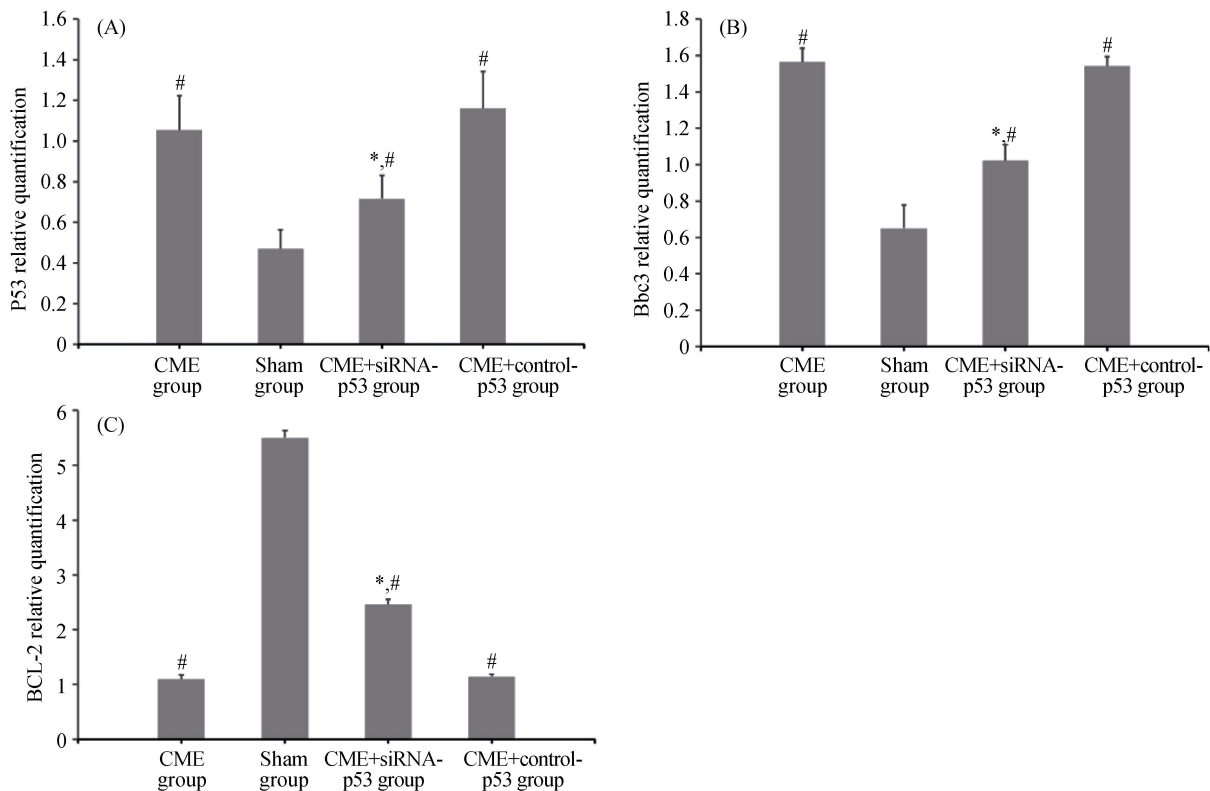 (A)
P53 relative quantification
1.6
1.4
1.2
1.0
0.8
0.6
0.4
0.2
0
#
*,#
#
CME
group
Sham
group
CME+siRNA-
p53 group
CME+control-
p53 group
(B)
Bbc3 relative quantification
1.8
1.6
1.4
1.2
1.0
0.8
0.6
0.4
0.2
0
#
*,#
#
CME
group
Sham
group
CME+siRNA-
p53 group
CME+control-
p53 group
(C)
BCL-2 relative quantification
6
5
4
3
2
1
0
#
*,#
#
CME
group
Sham
group
CME+siRNA-
p53 group
CME+control-
p53 group